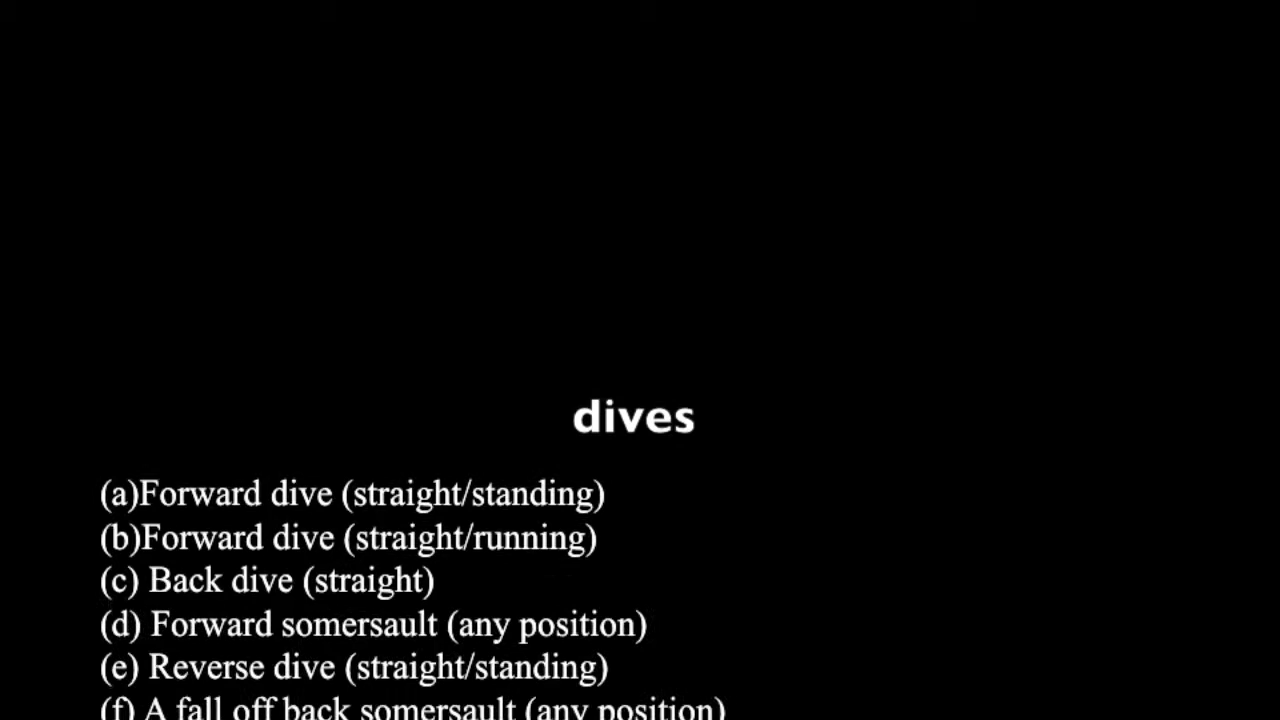 dives
(a)Forward dive (straight/standing)
(b)Forward dive (straight/running)
(c) Back dive (straight)
(d) Forward somersault (any position)
(e) Reverse dive (straight/standing)
(f) A fall off back somersault (any position)